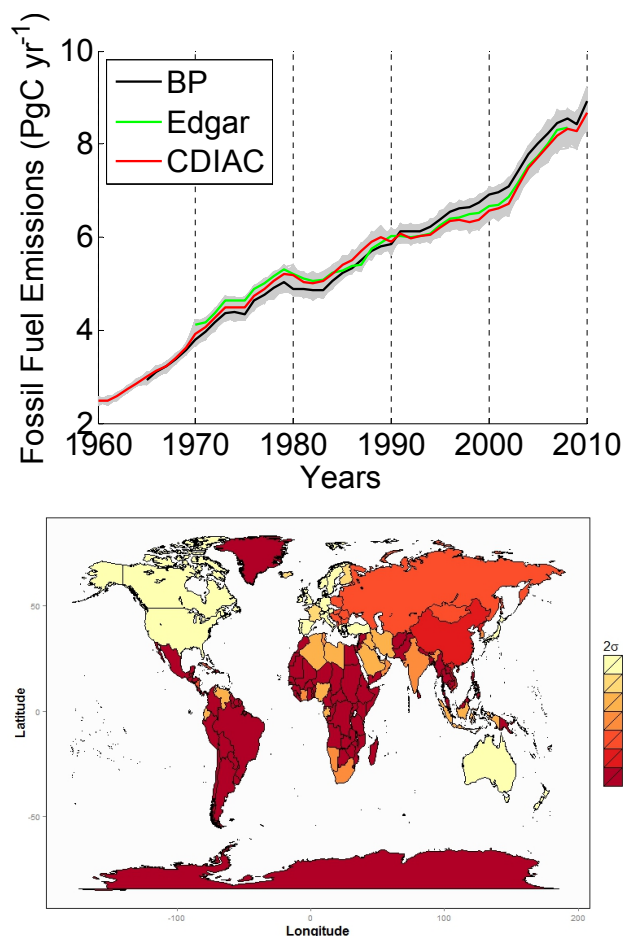 Fossil Fuel Emissions (PgC yr⁻¹)
10
8
6
4
2
BP
Edgar
CDIAC
1960 1970 1980 1990 2000 2010
Years
Latitude
50
0
-50
2σ
-100 0 100 200
Longitude